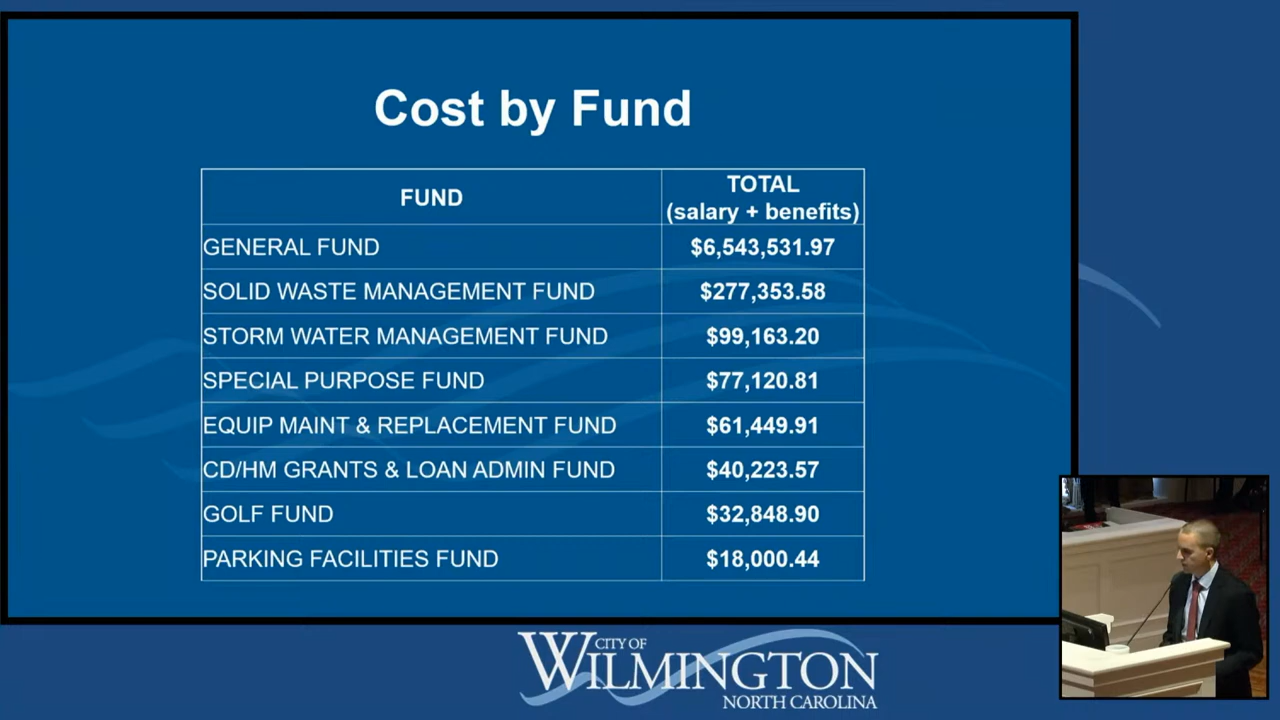 Cost by Fund
FUND
TOTAL
(salary + benefits)
GENERAL FUND $6,543,531.97
SOLID WASTE MANAGEMENT FUND $277,353.58
STORM WATER MANAGEMENT FUND $99,163.20
SPECIAL PURPOSE FUND $77,120.81
EQUIP MAINT & REPLACEMENT FUND $61,449.91
CD/HM GRANTS & LOAN ADMIN FUND $40,223.57
GOLF FUND $32,848.90
PARKING FACILITIES FUND $18,000.44
CITY OF
WILMINGTON
NORTH CAROLINA